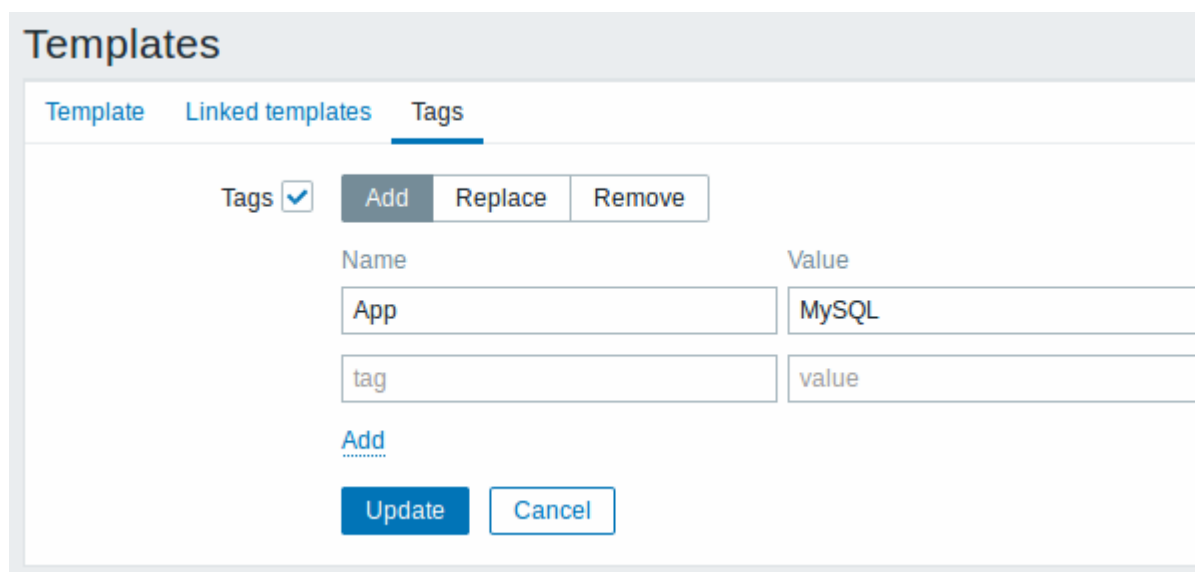 Templates
Template Linked templates Tags
Tags Add Replace Remove
Name Value
App MySQL
tag value
Add
Update Cancel